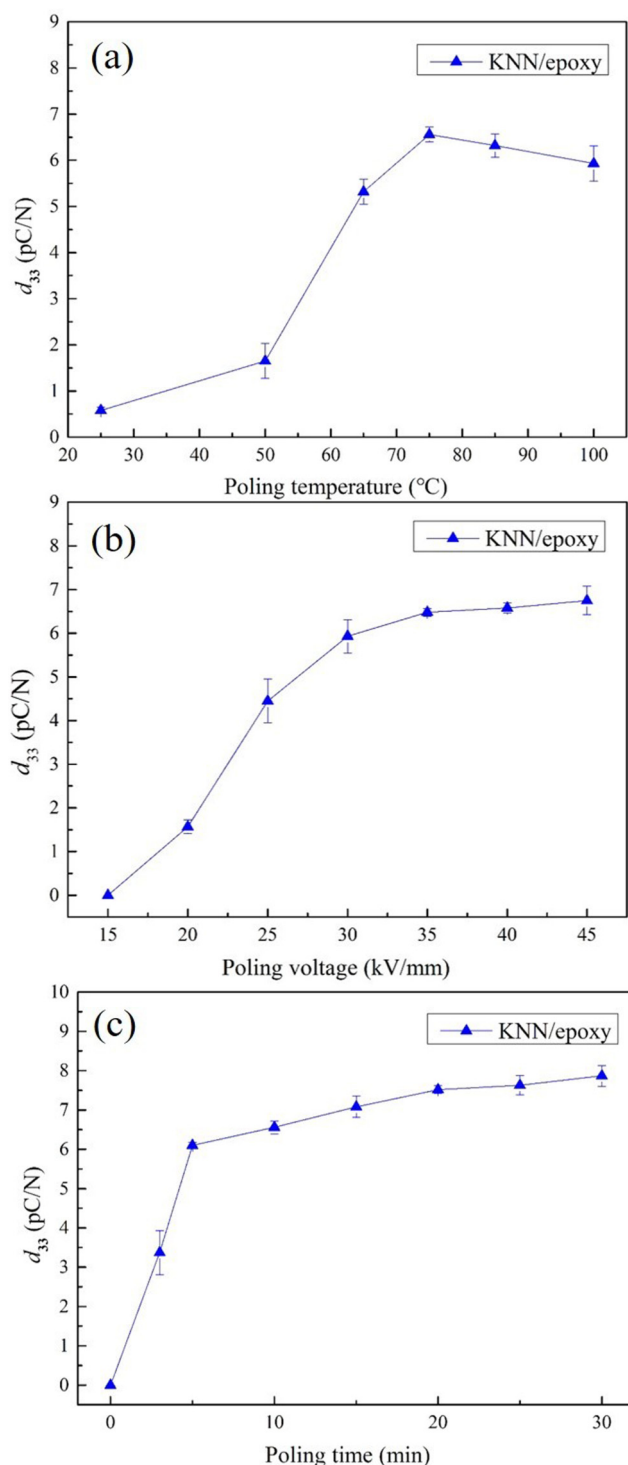 (a)
KNN/epoxy
9
8
7
6
5
4
3
2
1
0
d33 (pC/N)
20 30 40 50 60 70 80 90 100
Poling temperature (℃)
(b)
KNN/epoxy
9
8
7
6
5
4
3
2
1
0
d33 (pC/N)
15 20 25 30 35 40 45
Poling voltage (kV/mm)
(c)
KNN/epoxy
10
9
8
7
6
5
4
3
2
1
0
d33 (pC/N)
0 10 20 30
Poling time (min)